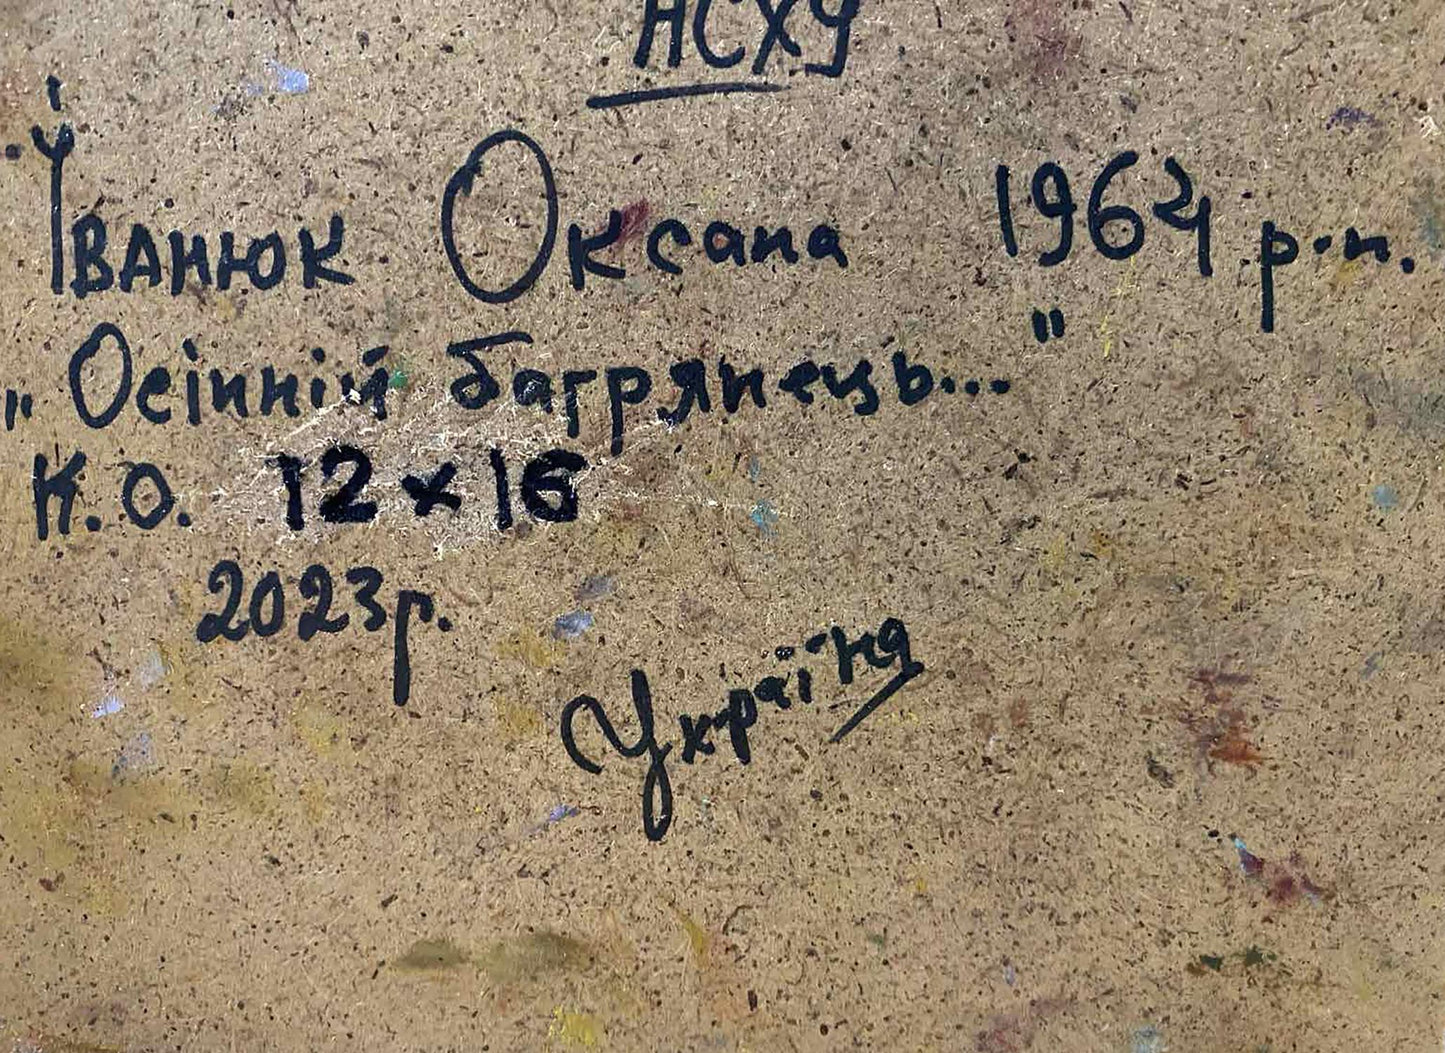 НСХУ
Іванюк Оксана 1964 р.н.
„Осінній багрянець..."
К.О. 12×16
2023р.
Україна